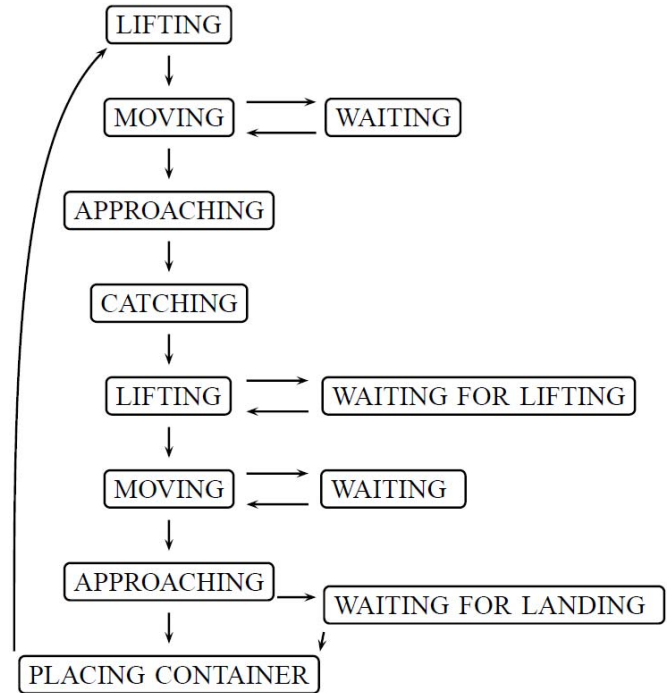 LIFTING
MOVING
WAITING
APPROACHING
CATCHING
LIFTING
WAITING FOR LIFTING
MOVING
WAITING
APPROACHING
WAITING FOR LANDING
PLACING CONTAINER